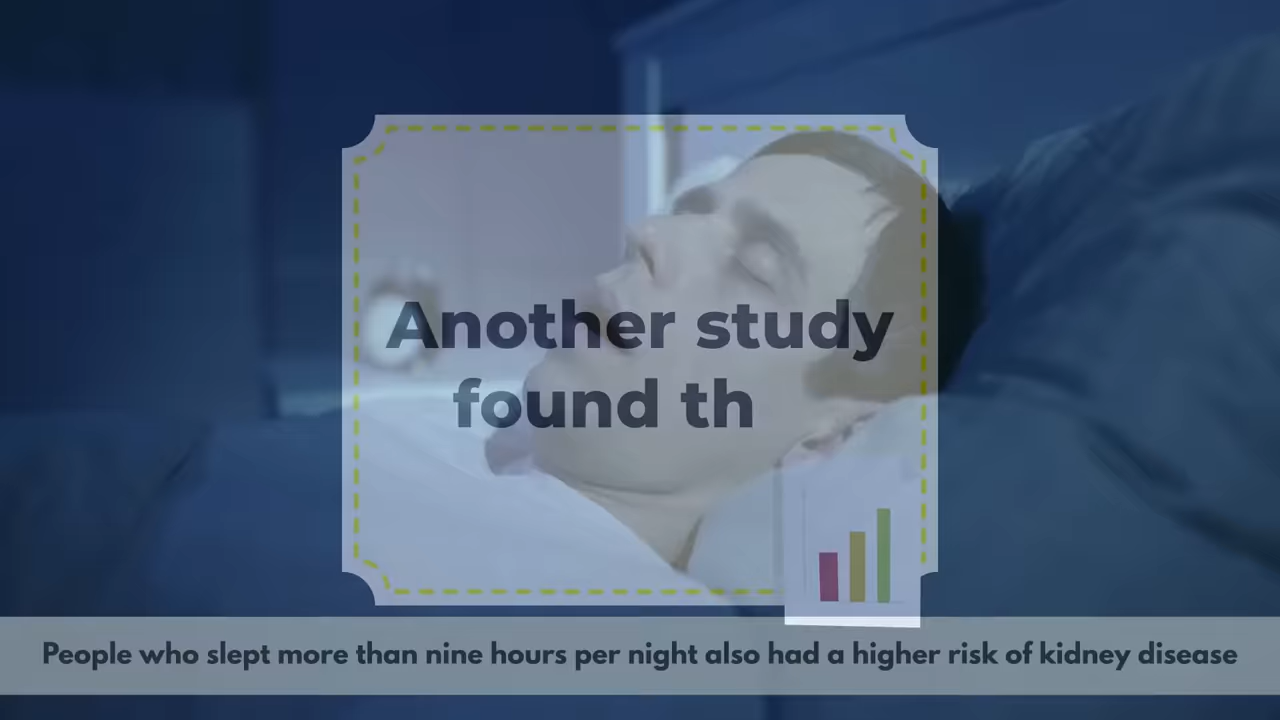 Another study
found th
People who slept more than nine hours per night also had a higher risk of kidney disease